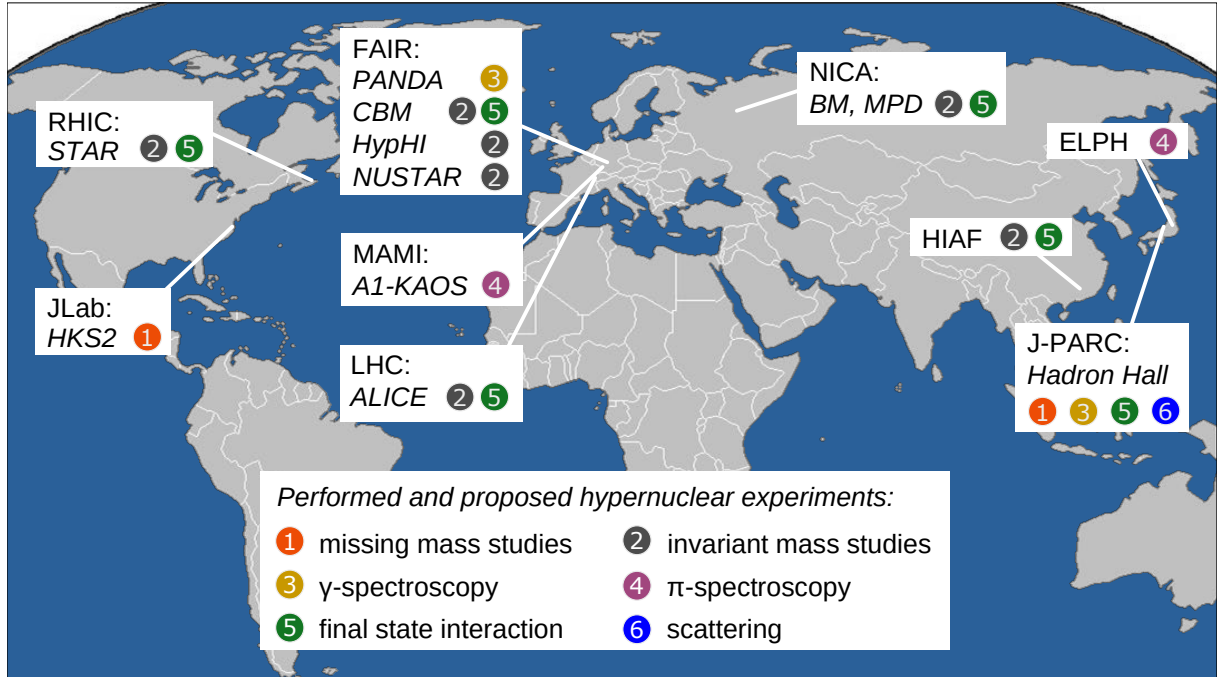 FAIR:
PANDA 3
CBM 2 5
HypHI 2
NUSTAR 2
NICA:
BM, MPD 2 5
RHIC:
STAR 2 5
ELPH 4
HIAF 2 5
MAMI:
A1-KAOS 4
JLab:
HKS2 1
J-PARC:
Hadron Hall
1 3 5 6
LHC:
ALICE 2 5
Performed and proposed hypernuclear experiments:
1 missing mass studies
2 invariant mass studies
3 γ-spectroscopy
4 π-spectroscopy
5 final state interaction
6 scattering